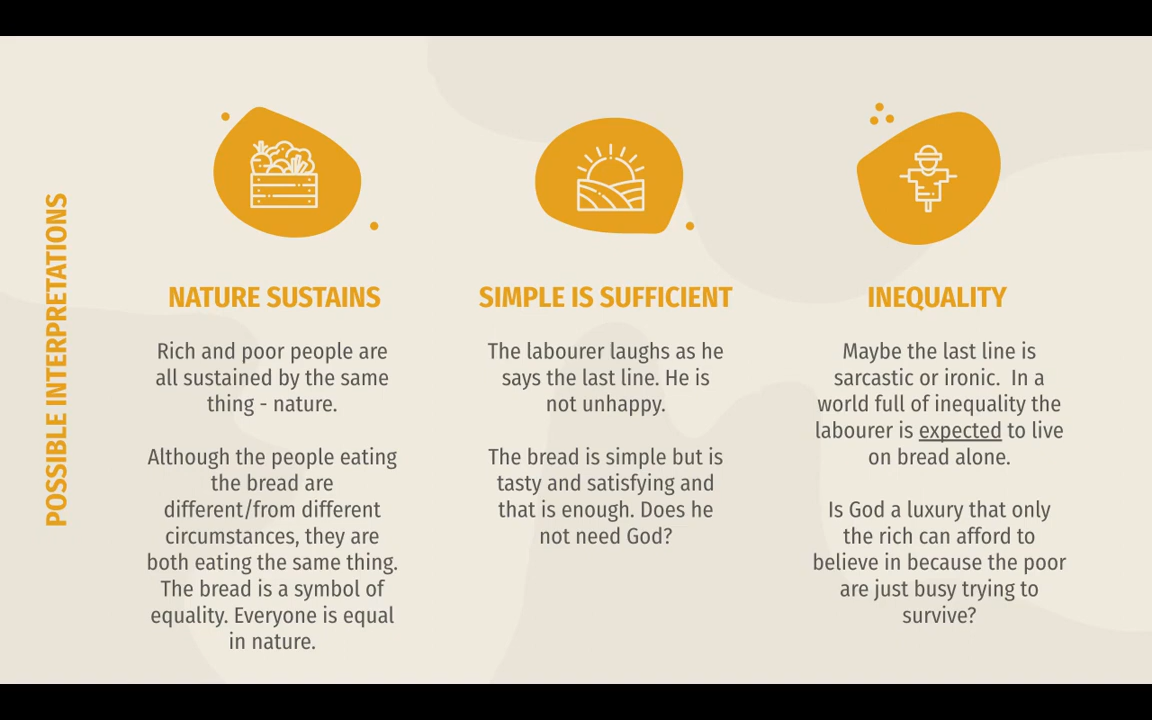 POSSIBLE INTERPRETATIONS
NATURE SUSTAINS
Rich and poor people are
all sustained by the same
thing - nature.
Although the people eating
the bread are
different/from different
circumstances, they are
both eating the same thing.
The bread is a symbol of
equality. Everyone is equal
in nature.
SIMPLE IS SUFFICIENT
The labourer laughs as he
says the last line. He is
not unhappy.
The bread is simple but is
tasty and satisfying and
that is enough. Does he
not need God?
INEQUALITY
Maybe the last line is
sarcastic or ironic.  In a
world full of inequality the
labourer is expected to live
on bread alone.
Is God a luxury that only
the rich can afford to
believe in because the poor
are just busy trying to
survive?